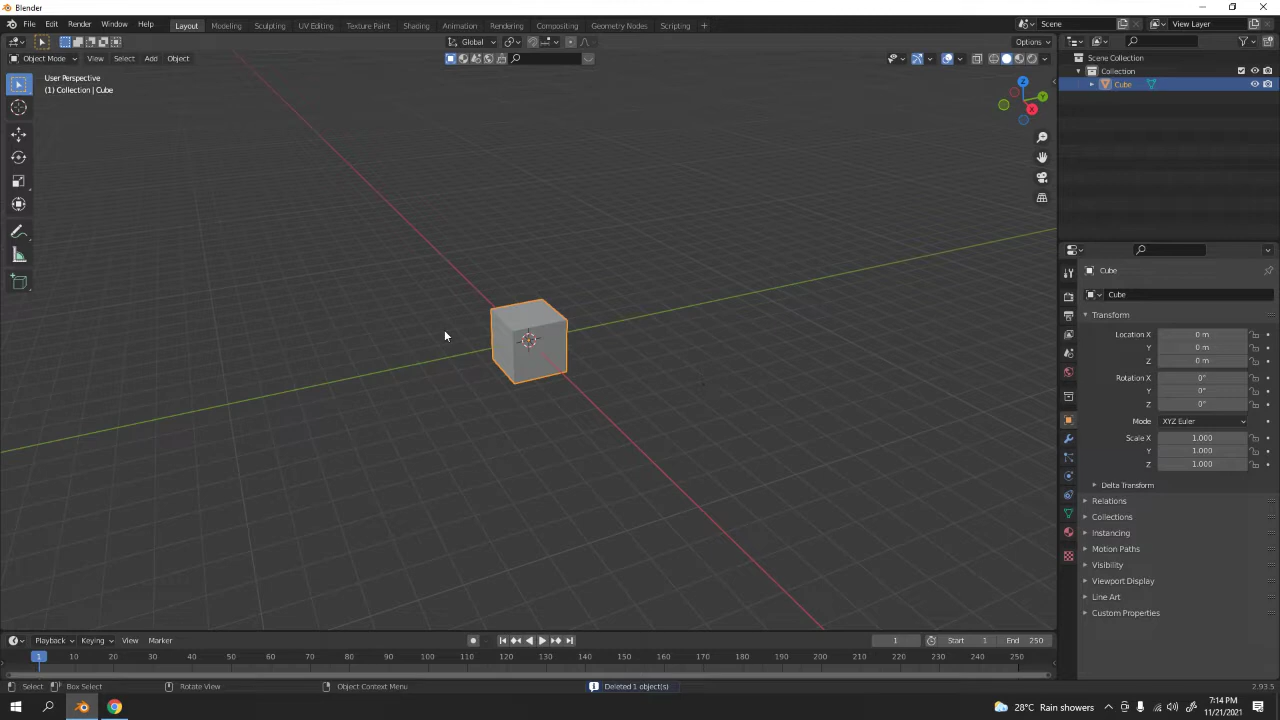 Blender
File Edit Render Window Help Layout Modeling Sculpting UV Editing Texture Paint Shading Animation Rendering Compositing Geometry Nodes Scripting + Scene View Layer
Global Options
Object Mode View Select Add Object
User Perspective
(1) Collection | Cube
Z
Y
X
Scene Collection
Collection
Cube
Cube
Cube
Transform
Location X 0 m
Y 0 m
Z 0 m
Rotation X 0°
Y 0°
Z 0°
Mode XYZ Euler
Scale X 1.000
Y 1.000
Z 1.000
Delta Transform
Relations
Collections
Instancing
Motion Paths
Visibility
Viewport Display
Line Art
Custom Properties
Playback Keying View Marker 1 Start 1 End 250
1 10 20 30 40 50 60 70 80 90 100 110 120 130 140 150 160 170 180 190 200 210 220 230 240 250
Select Box Select Rotate View Object Context Menu Deleted 1 object(s) 2.93.5
28°C Rain showers 7:14 PM
11/21/2021